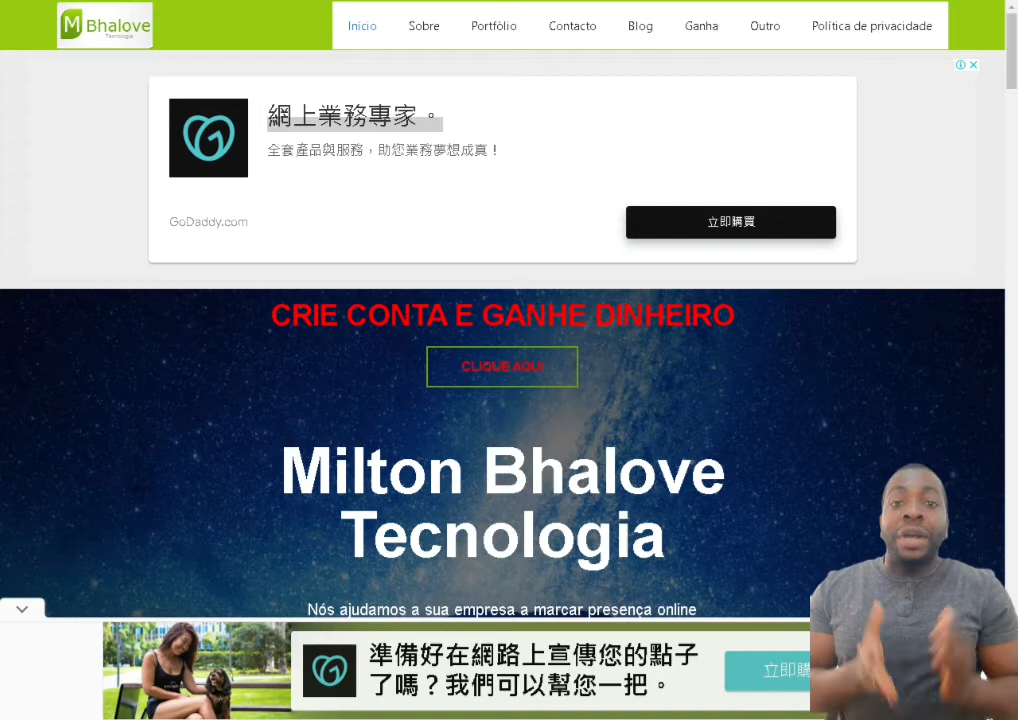 M Bhalove
Tecnologia
Início Sobre Portfólio Contacto Blog Ganha Outro Política de privacidade
網上業務專家。
全套產品與服務，助您業務夢想成真！
GoDaddy.com
立即購買
CRIE CONTA E GANHE DINHEIRO
CLIQUE AQUI
Milton Bhalove
Tecnologia
Nós ajudamos a sua empresa a marcar presença online
準備好在網路上宣傳您的點子
了嗎？我們可以幫您一把。
立即購